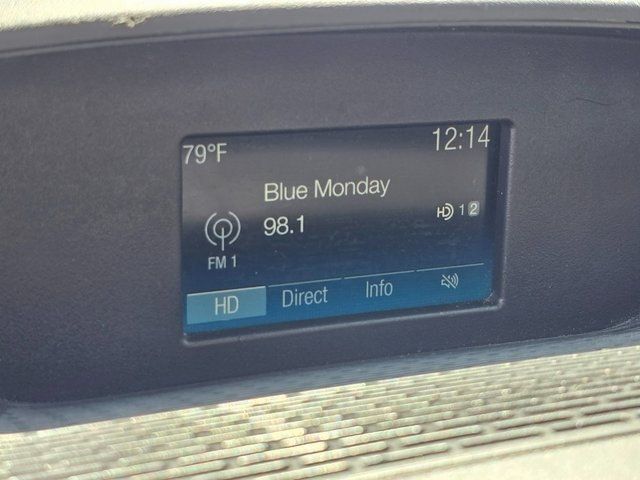 79°F 12:14
Blue Monday
98.1 HD 1 2
FM 1
HD Direct Info